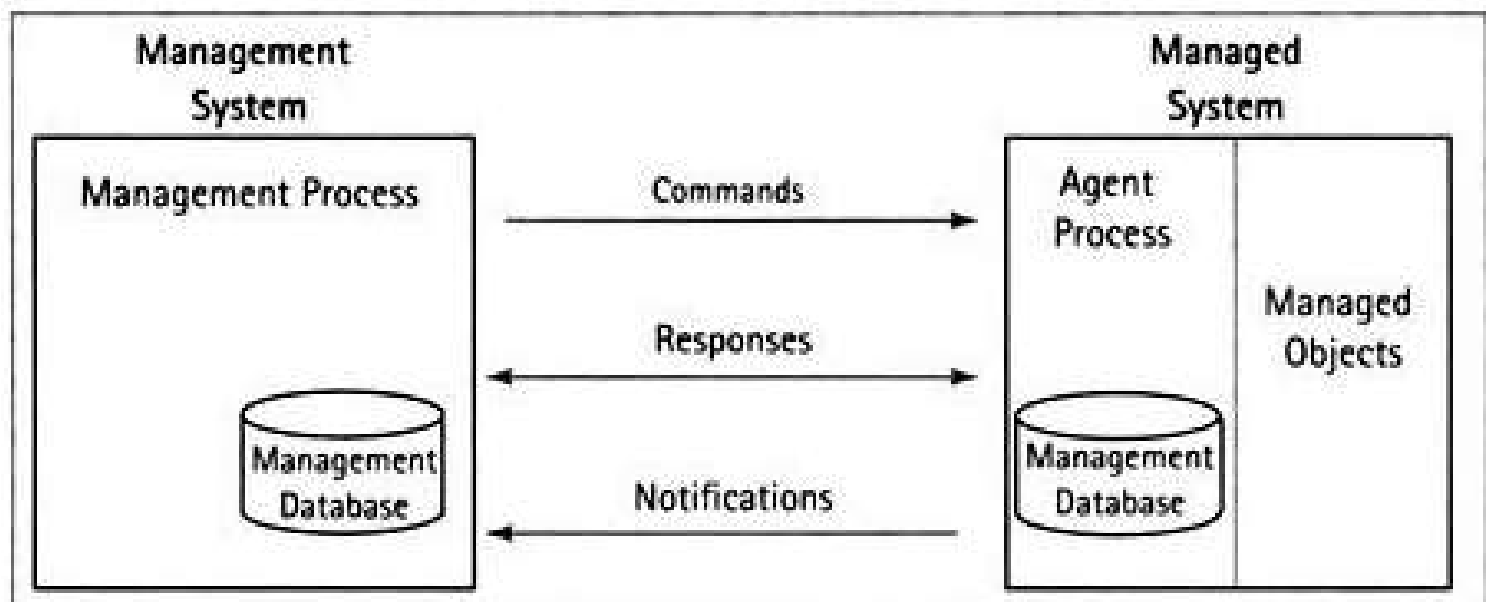 Management
System
Managed
System
Management Process
Commands
Agent
Process
Responses
Managed
Objects
Management
Database
Notifications
Management
Database